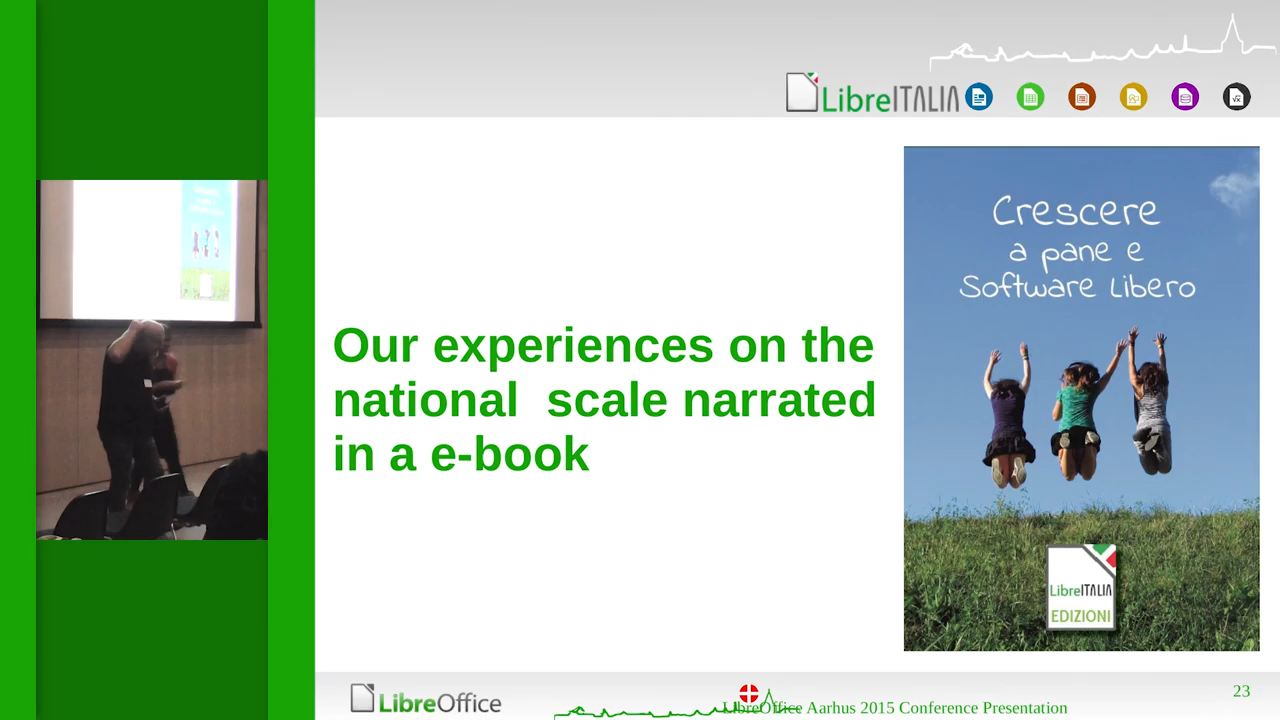 LibreITALIA
Crescere
a pane e
Software Libero
Our experiences on the
national  scale narrated
in a e-book
LibreITALIA
EDIZIONI
LibreOffice
LibreOffice Aarhus 2015 Conference Presentation
23